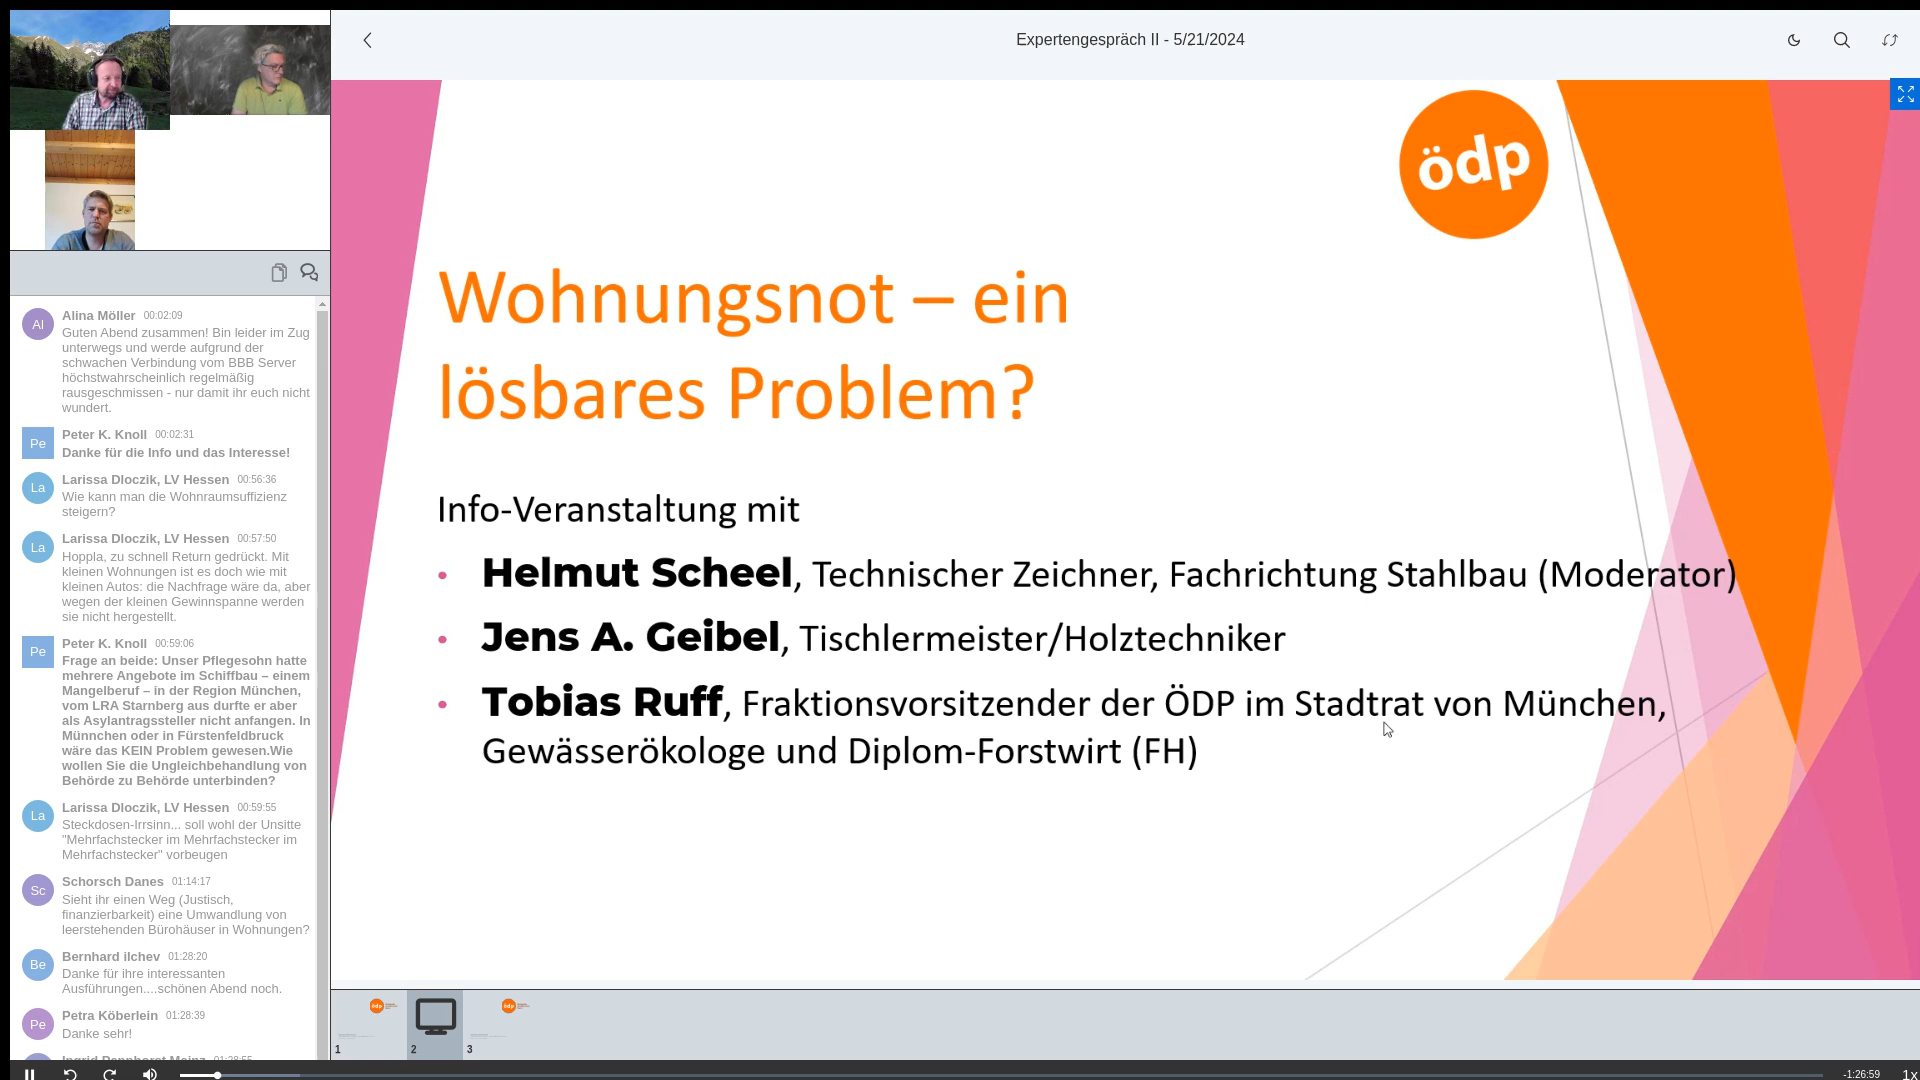 Expertengespräch II - 5/21/2024
ödp
Wohnungsnot – ein
lösbares Problem?
Info-Veranstaltung mit
• Helmut Scheel, Technischer Zeichner, Fachrichtung Stahlbau (Moderator)
• Jens A. Geibel, Tischlermeister/Holztechniker
• Tobias Ruff, Fraktionsvorsitzender der ÖDP im Stadtrat von München,
Gewässerökologe und Diplom-Forstwirt (FH)
Al
Alina Möller 00:02:09
Guten Abend zusammen! Bin leider im Zug
unterwegs und werde aufgrund der
schwachen Verbindung vom BBB Server
höchstwahrscheinlich regelmäßig
rausgeschmissen - nur damit ihr euch nicht
wundert.
Pe
Peter K. Knoll 00:02:31
Danke für die Info und das Interesse!
La
Larissa Dloczik, LV Hessen 00:56:36
Wie kann man die Wohnraumsuffizienz
steigern?
La
Larissa Dloczik, LV Hessen 00:57:50
Hoppla, zu schnell Return gedrückt. Mit
kleinen Wohnungen ist es doch wie mit
kleinen Autos: die Nachfrage wäre da, aber
wegen der kleinen Gewinnspanne werden
sie nicht hergestellt.
Pe
Peter K. Knoll 00:59:06
Frage an beide: Unser Pflegesohn hatte
mehrere Angebote im Schiffbau – einem
Mangelberuf – in der Region München,
vom LRA Starnberg aus durfte er aber
als Asylantragssteller nicht anfangen. In
Münnchen oder in Fürstenfeldbruck
wäre das KEIN Problem gewesen.Wie
wollen Sie die Ungleichbehandlung von
Behörde zu Behörde unterbinden?
La
Larissa Dloczik, LV Hessen 00:59:55
Steckdosen-Irrsinn... soll wohl der Unsitte
"Mehrfachstecker im Mehrfachstecker im
Mehrfachstecker" vorbeugen
Sc
Schorsch Danes 01:14:17
Sieht ihr einen Weg (Justisch,
finanzierbarkeit) eine Umwandlung von
leerstehenden Bürohäuser in Wohnungen?
Be
Bernhard ilchev 01:28:20
Danke für ihre interessanten
Ausführungen....schönen Abend noch.
Pe
Petra Köberlein 01:28:39
Danke sehr!
ödp
ödp
1
2
3
-1:26:59
1x